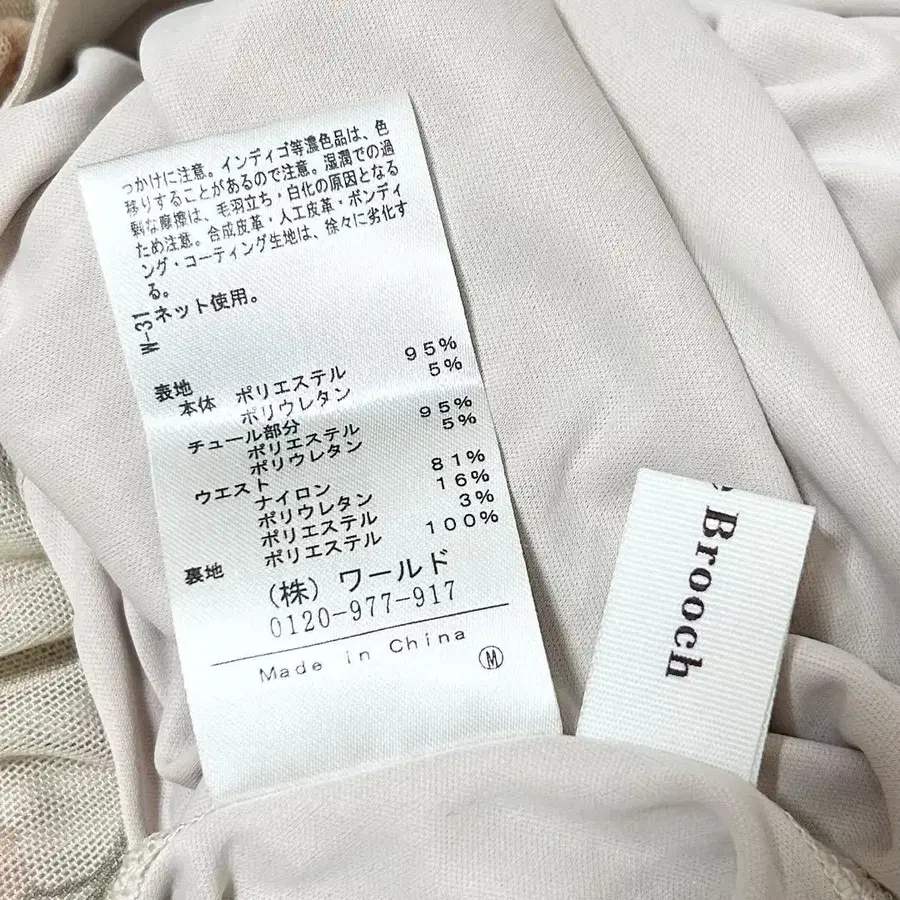 っかけに注意。インディゴ等濃色品は、色
移りすることがあるので注意。湿潤での過
剰な摩擦は、毛羽立ち・白化の原因となる
ため注意。合成皮革・人工皮革・ボンディ
ング・コーティング生地は、徐々に劣化す
る。
W-31 ネット使用。
表地
本体 ポリエステル 95%
ポリウレタン 5%
チュール部分
ポリエステル 95%
ポリウレタン 5%
ウエスト
ナイロン 81%
ポリウレタン 16%
ポリエステル 3%
裏地 ポリエステル 100%
(株) ワールド
0120-977-917
Made in China
M
Brooch